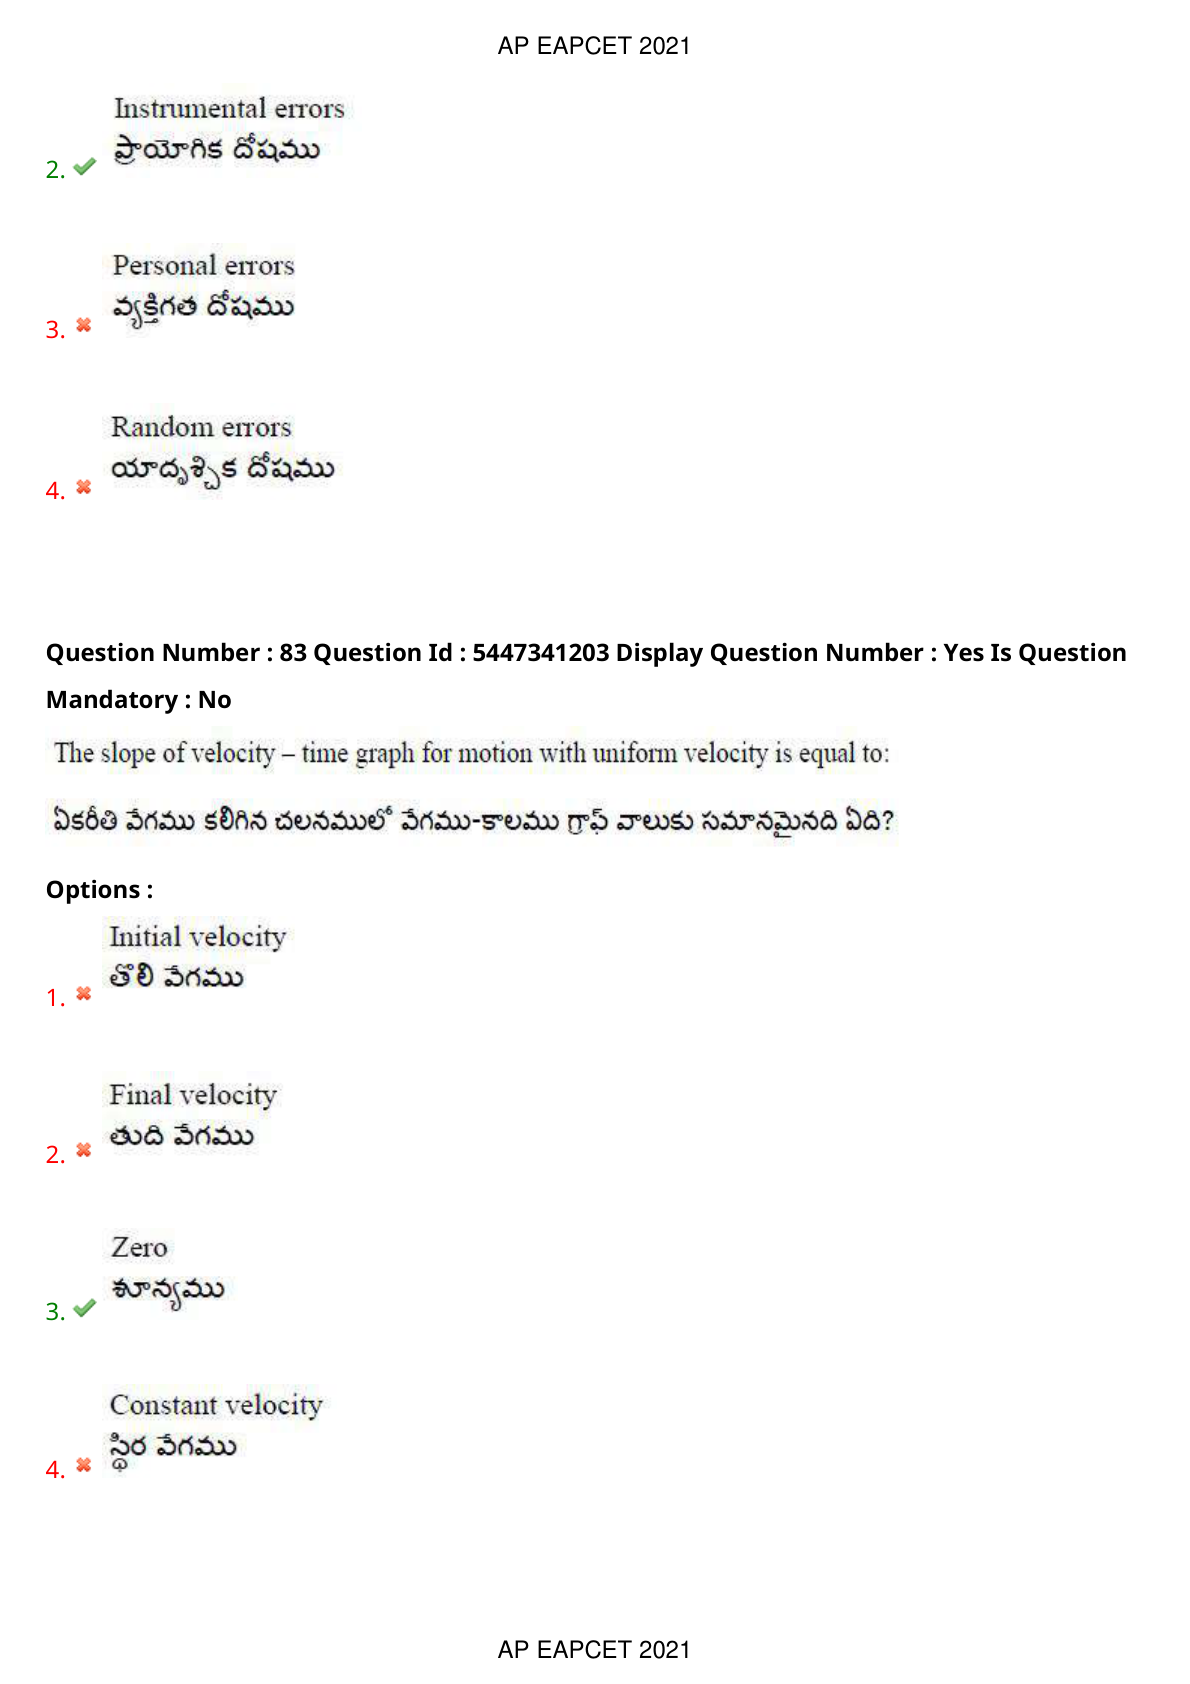 AP EAPCET 2021
Instrumental errors
ప్రాయోగిక దోషము
2.
Personal errors
వ్యక్తిగత దోషము
3.
Random errors
యాదృశ్చిక దోషము
4.
Question Number : 83 Question Id : 5447341203 Display Question Number : Yes Is Question
Mandatory : No
The slope of velocity – time graph for motion with uniform velocity is equal to:
ఏకరీతి వేగము కలిగిన చలనములో వేగము-కాలము గ్రాఫ్ వాలుకు సమానమైనది ఏది?
Options :
Initial velocity
తొలి వేగము
1.
Final velocity
తుది వేగము
2.
Zero
శూన్యము
3.
Constant velocity
స్థిర వేగము
4.
AP EAPCET 2021